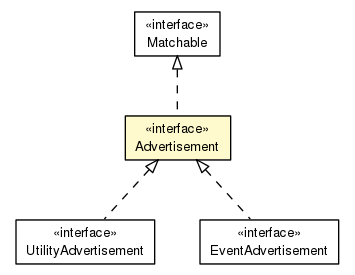 «interface»
Matchable
«interface»
Advertisement
«interface»
UtilityAdvertisement
«interface»
EventAdvertisement